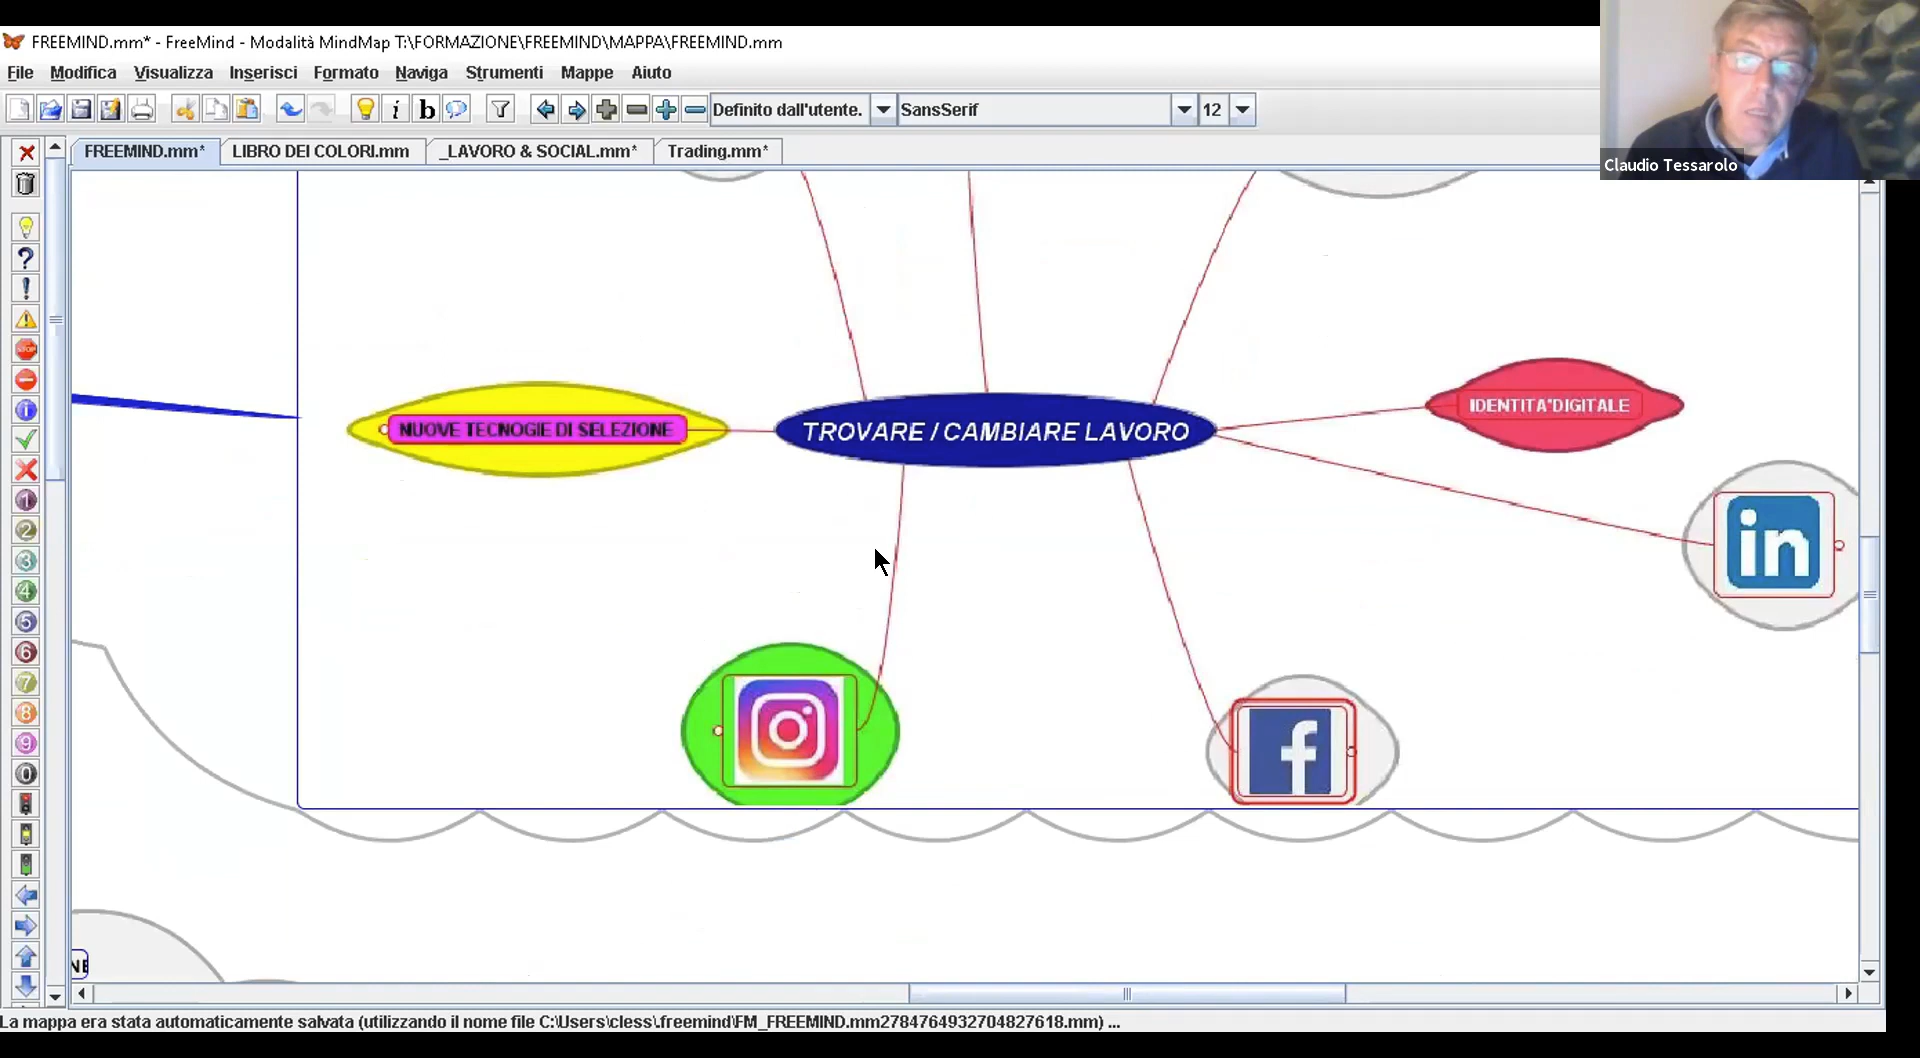 FREEMIND.mm* - FreeMind - Modalità MindMap T:\FORMAZIONE\FREEMIND\MAPPA\FREEMIND.mm
File Modifica Visualizza Inserisci Formato Naviga Strumenti Mappe Aiuto
Definito dall'utente. SansSerif 12
FREEMIND.mm* LIBRO DEI COLORI.mm _LAVORO & SOCIAL.mm* Trading.mm*
Claudio Tessarolo
IDENTITA'DIGITALE
NUOVE TECNOGIE DI SELEZIONE
TROVARE / CAMBIARE LAVORO
in
f
NE
La mappa era stata automaticamente salvata (utilizzando il nome file C:\Users\cless\.freemind\FM_FREEMIND.mm2784764932704827618.mm) ...